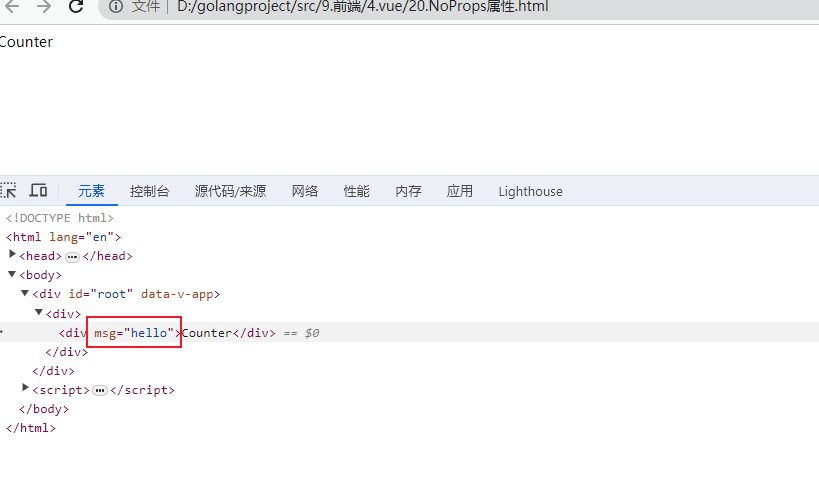 文件 D:/golangproject/src/9.前端/4.vue/20.NoProps属性.html
Counter
元素 控制台 源代码/来源 网络 性能 内存 应用 Lighthouse
<!DOCTYPE html>
<html lang="en">
<head> ••• </head>
<body>
<div id="root" data-v-app>
<div>
<div msg="hello">Counter</div> == $0
</div>
</div>
<script> ••• </script>
</body>
</html>